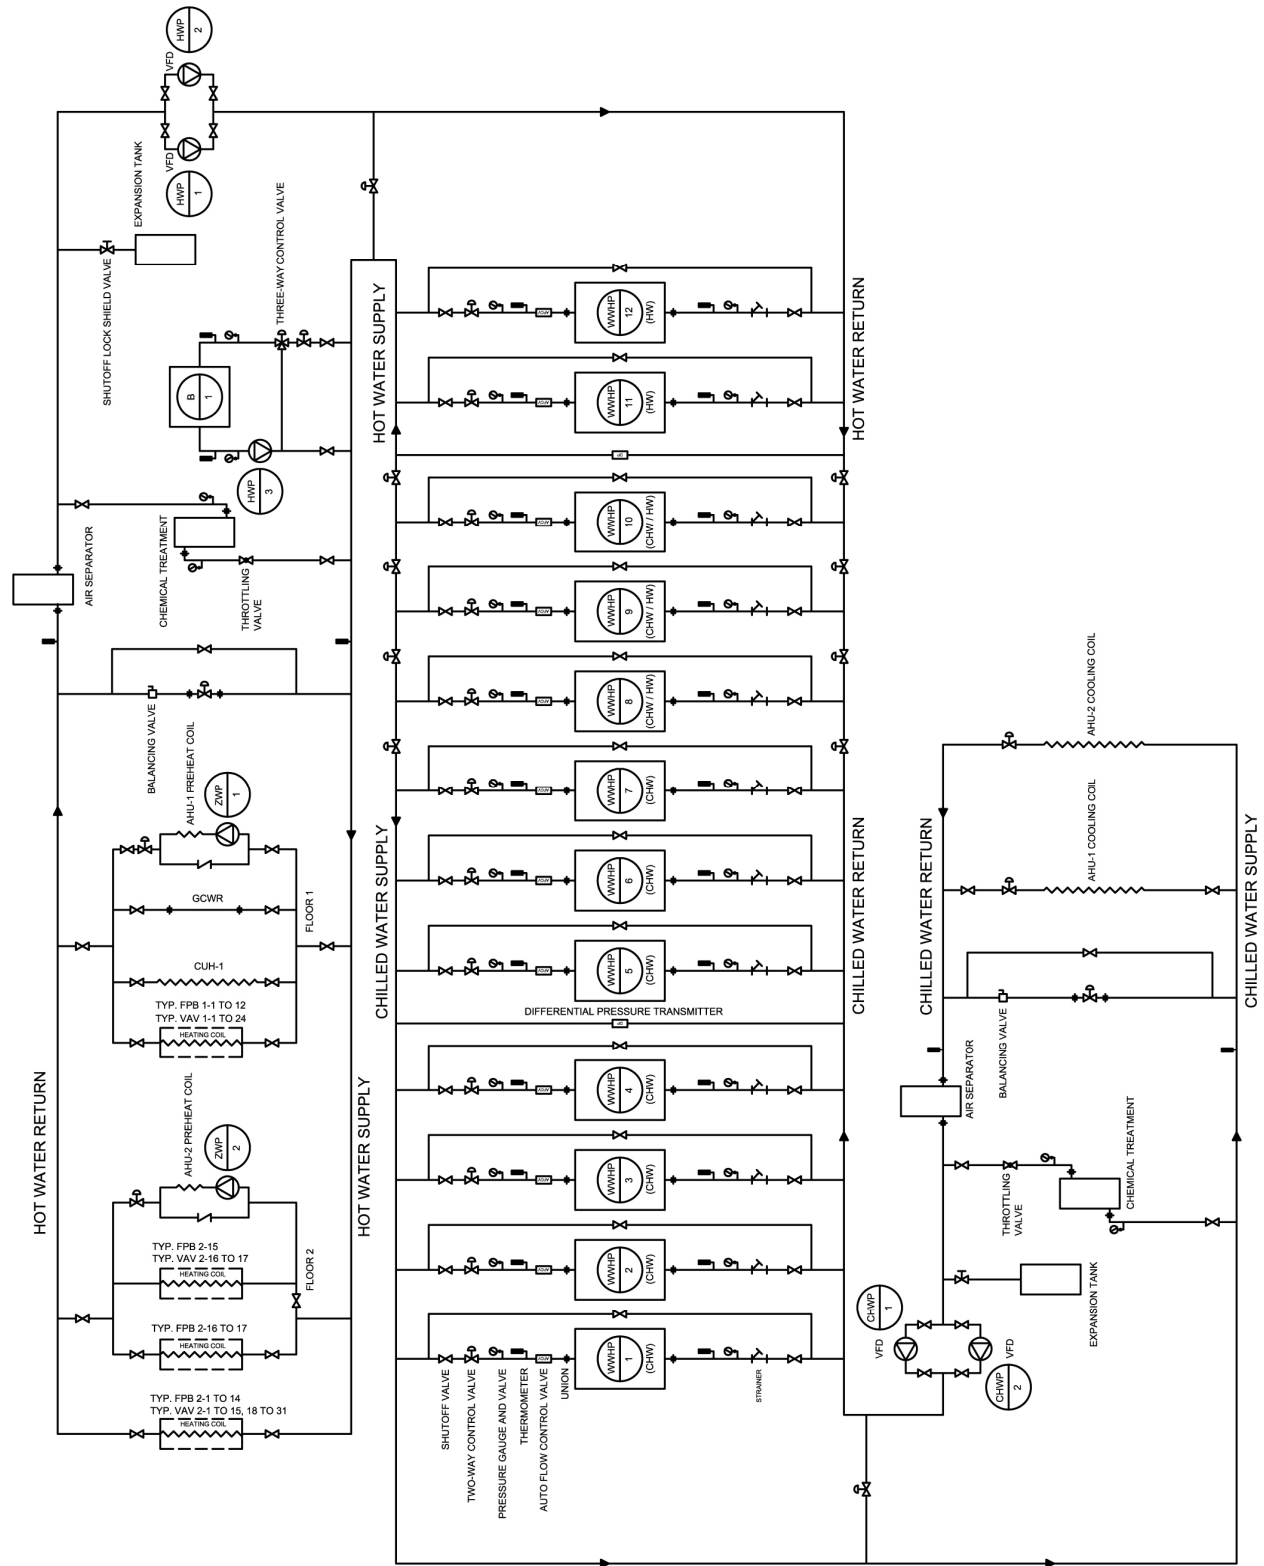 HWP
2
VFD
VFD
HWP
1
EXPANSION TANK
SHUTOFF LOCK SHIELD VALVE
THREE-WAY CONTROL VALVE
B
1
HWP
3
AIR SEPARATOR
CHEMICAL TREATMENT
THROTTLING
VALVE
BALANCING VALVE
AHU-1 PREHEAT COIL
ZWP
1
GCWR
CUH-1
FLOOR 1
TYP. FPB 1-1 TO 12
TYP. VAV 1-1 TO 24
HEATING COIL
HOT WATER RETURN
AHU-2 PREHEAT COIL
ZWP
2
TYP. FPB 2-15
TYP. VAV 2-16 TO 17
HEATING COIL
FLOOR 2
TYP. FPB 2-16 TO 17
HEATING COIL
TYP. FPB 2-1 TO 14
TYP. VAV 2-1 TO 15, 18 TO 31
HEATING COIL
HOT WATER SUPPLY
HOT WATER SUPPLY
HOT WATER RETURN
WWHP
12
(HW)
WWHP
11
(HW)
WWHP
10
(CHW / HW)
WWHP
9
(CHW / HW)
WWHP
8
(CHW / HW)
WWHP
7
(CHW)
WWHP
6
(CHW)
WWHP
5
(CHW)
CHILLED WATER SUPPLY
CHILLED WATER RETURN
DIFFERENTIAL PRESSURE TRANSMITTER
WWHP
4
(CHW)
WWHP
3
(CHW)
WWHP
2
(CHW)
WWHP
1
(CHW)
SHUTOFF VALVE
TWO-WAY CONTROL VALVE
PRESSURE GAUGE AND VALVE
THERMOMETER
AUTO FLOW CONTROL VALVE
UNION
STRAINER
AHU-2 COOLING COIL
AHU-1 COOLING COIL
CHILLED WATER RETURN
CHILLED WATER SUPPLY
BALANCING VALVE
AIR SEPARATOR
THROTTLING
VALVE
CHEMICAL TREATMENT
EXPANSION TANK
CHWP
1
VFD
VFD
CHWP
2